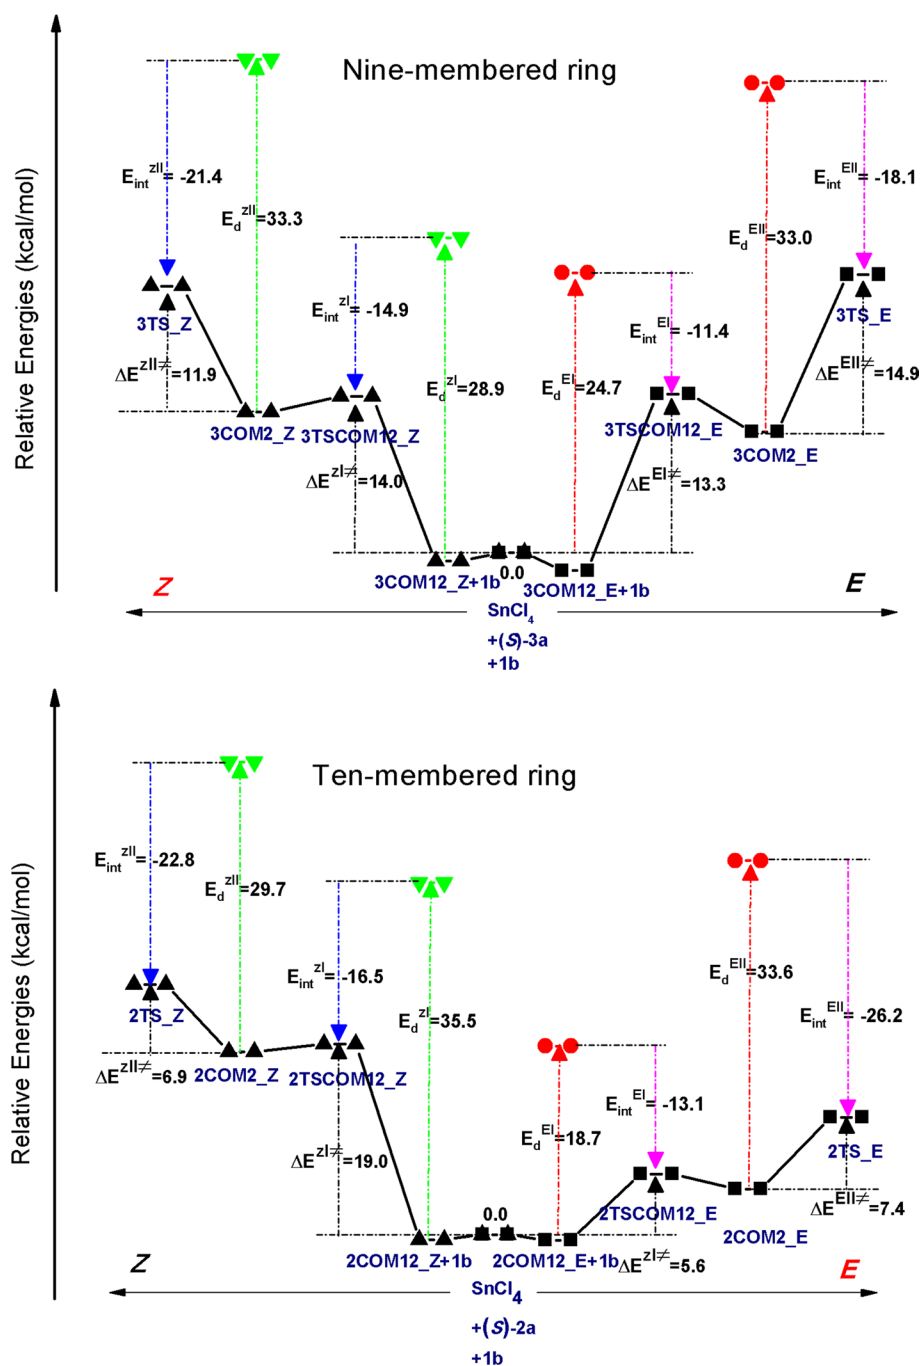 Nine-membered ring
Relative Energies (kcal/mol)
E_int^zII= -21.4
E_d^zII=33.3
E_int^EII= -18.1
E_d^EII=33.0
E_int^zI= -14.9
E_int^EI= -11.4
3TS_Z
3TS_E
ΔE^zII≠=11.9
E_d^zI=28.9
E_d^EI=24.7
ΔE^EII≠=14.9
3COM2_Z
3TSCOM12_Z
3TSCOM12_E
3COM2_E
ΔE^zI≠=14.0
ΔE^EI≠=13.3
3COM12_Z+1b
0.0
3COM12_E+1b
Z
E
SnCl4
+(S)-3a
+1b
Ten-membered ring
Relative Energies (kcal/mol)
E_int^zII= -22.8
E_d^zII=29.7
E_int^zI= -16.5
E_d^zI=35.5
E_d^EII=33.6
E_int^EII= -26.2
2TS_Z
ΔE^zII≠=6.9
2COM2_Z
2TSCOM12_Z
E_int^EI= -13.1
E_d^EI=18.7
2TS_E
ΔE^zI≠=19.0
2TSCOM12_E
2COM2_E
ΔE^EII≠=7.4
0.0
2COM12_Z+1b
2COM12_E+1b
ΔE^zI≠=5.6
Z
E
SnCl4
+(S)-2a
+1b